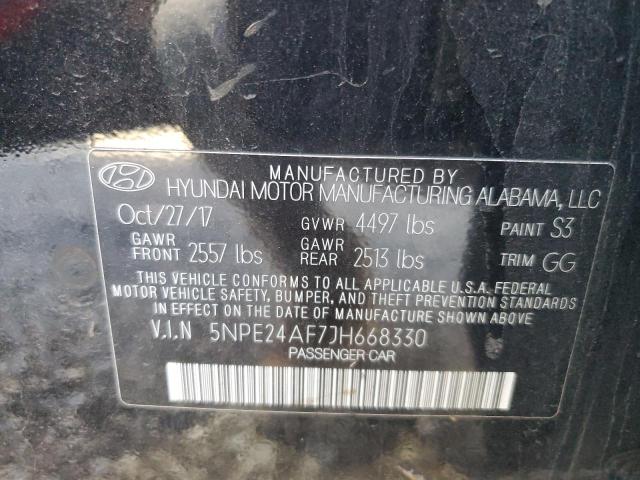 MANUFACTURED BY
HYUNDAI MOTOR MANUFACTURING ALABAMA, LLC
Oct/27/17 GVWR 4497 lbs PAINT S3
GAWR FRONT 2557 lbs GAWR REAR 2513 lbs TRIM GG
THIS VEHICLE CONFORMS TO ALL APPLICABLE U.S.A. FEDERAL
MOTOR VEHICLE SAFETY, BUMPER, AND THEFT PREVENTION STANDARDS
IN EFFECT ON THE DATE OF MANUFACTURE SHOWN ABOVE.
V.I.N 5NPE24AF7JH668330
PASSENGER CAR